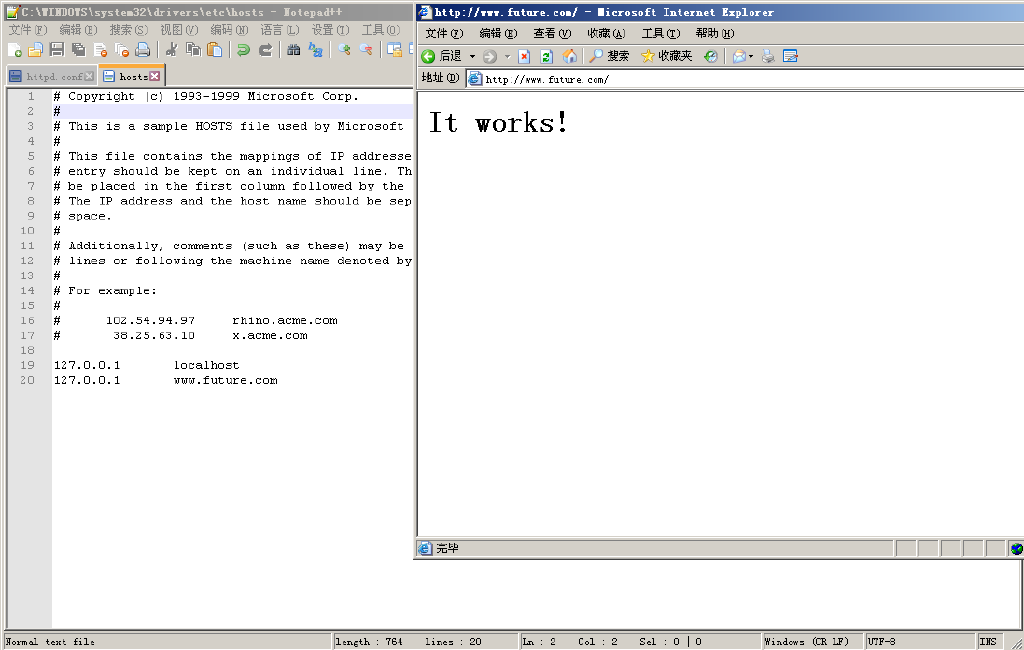 C:\WINDOWS\system32\drivers\etc\hosts - Notepad++
文件(F) 编辑(E) 搜索(S) 视图(V) 编码(N) 语言(L) 设置(T) 工具(O)
httpd.conf hosts
1 # Copyright (c) 1993-1999 Microsoft Corp.
2 #
3 # This is a sample HOSTS file used by Microsoft
4 #
5 # This file contains the mappings of IP addresse
6 # entry should be kept on an individual line. Th
7 # be placed in the first column followed by the
8 # The IP address and the host name should be sep
9 # space.
10 #
11 # Additionally, comments (such as these) may be
12 # lines or following the machine name denoted by
13 #
14 # For example:
15 #
16 # 102.54.94.97 rhino.acme.com
17 # 38.25.63.10 x.acme.com
18
19 127.0.0.1 localhost
20 127.0.0.1 www.future.com
Normal text file length : 764 lines : 20 Ln : 2 Col : 2 Sel : 0 | 0 Windows (CR LF) UTF-8 INS
http://www.future.com/ - Microsoft Internet Explorer
文件(F) 编辑(E) 查看(V) 收藏(A) 工具(T) 帮助(H)
后退 搜索 收藏夹
地址(D) http://www.future.com/
It works!
完毕